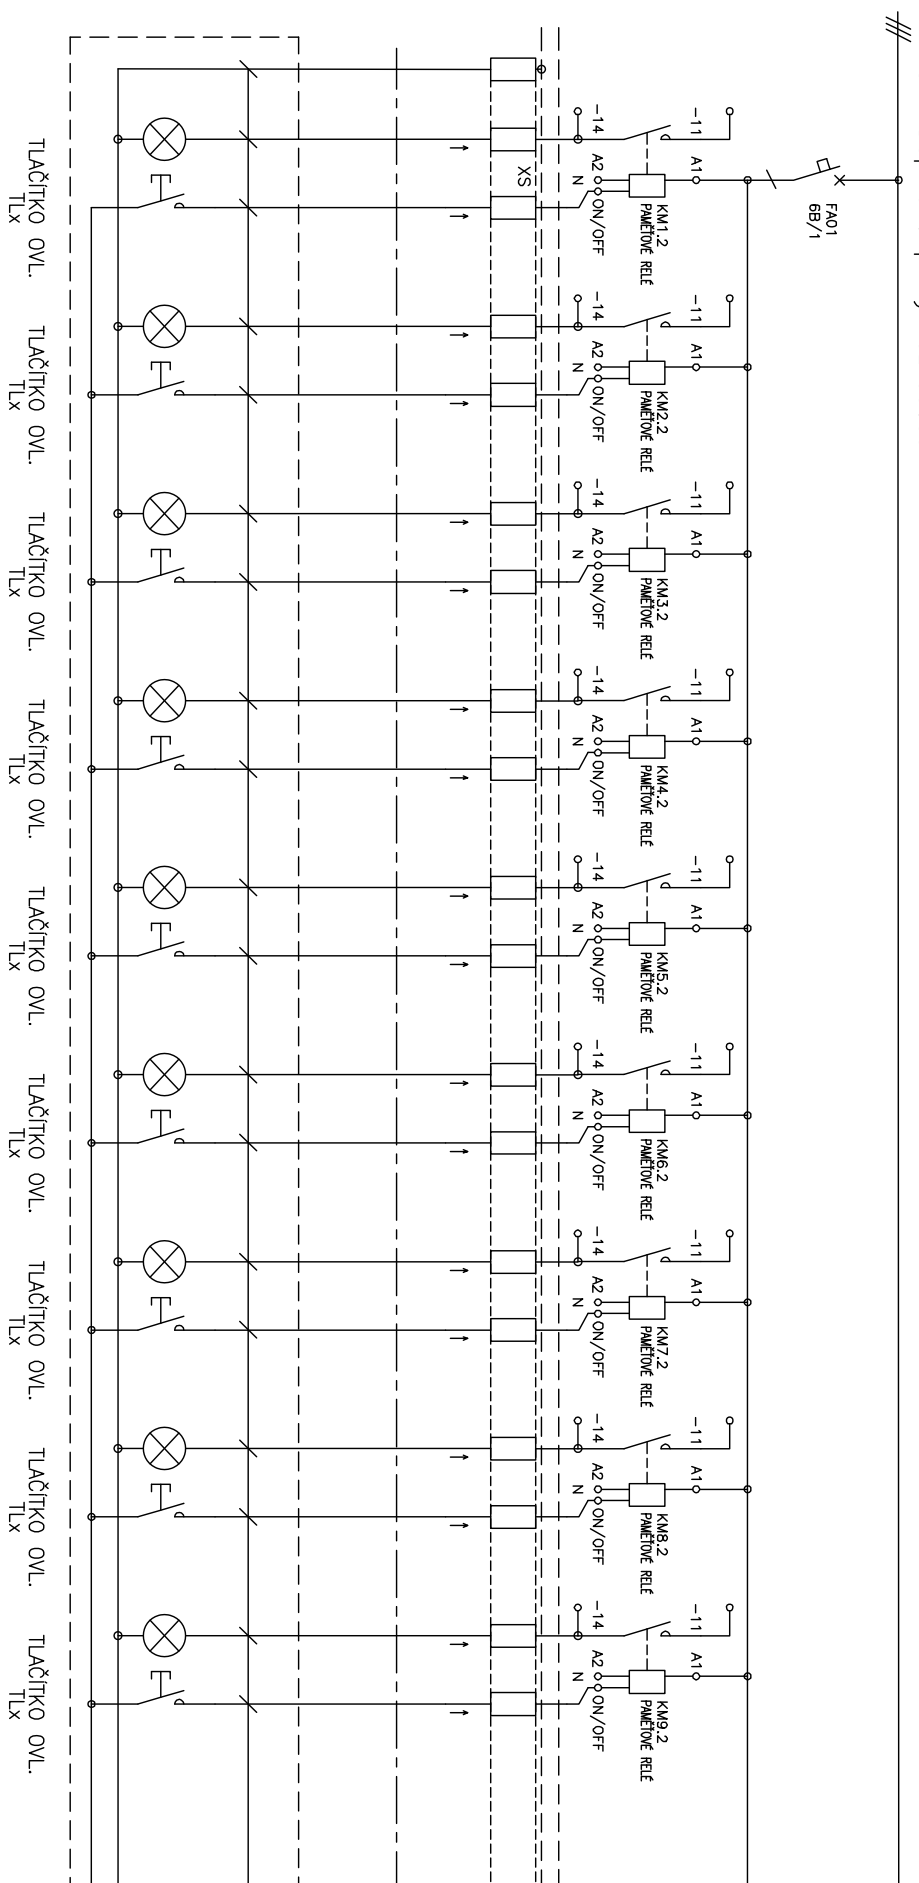 FA01
6B/1
-11
A1
KM1.2
PAMĚŤOVÉ RELÉ
-14
A2
N
ON/OFF
XS
TLAČÍTKO OVL.
TLx
-11
A1
KM2.2
PAMĚŤOVÉ RELÉ
-14
A2
N
ON/OFF
TLAČÍTKO OVL.
TLx
-11
A1
KM3.2
PAMĚŤOVÉ RELÉ
-14
A2
N
ON/OFF
TLAČÍTKO OVL.
TLx
-11
A1
KM4.2
PAMĚŤOVÉ RELÉ
-14
A2
N
ON/OFF
TLAČÍTKO OVL.
TLx
-11
A1
KM5.2
PAMĚŤOVÉ RELÉ
-14
A2
N
ON/OFF
TLAČÍTKO OVL.
TLx
-11
A1
KM6.2
PAMĚŤOVÉ RELÉ
-14
A2
N
ON/OFF
TLAČÍTKO OVL.
TLx
-11
A1
KM7.2
PAMĚŤOVÉ RELÉ
-14
A2
N
ON/OFF
TLAČÍTKO OVL.
TLx
-11
A1
KM8.2
PAMĚŤOVÉ RELÉ
-14
A2
N
ON/OFF
TLAČÍTKO OVL.
TLx
-11
A1
KM9.2
PAMĚŤOVÉ RELÉ
-14
A2
N
ON/OFF
TLAČÍTKO OVL.
TLx